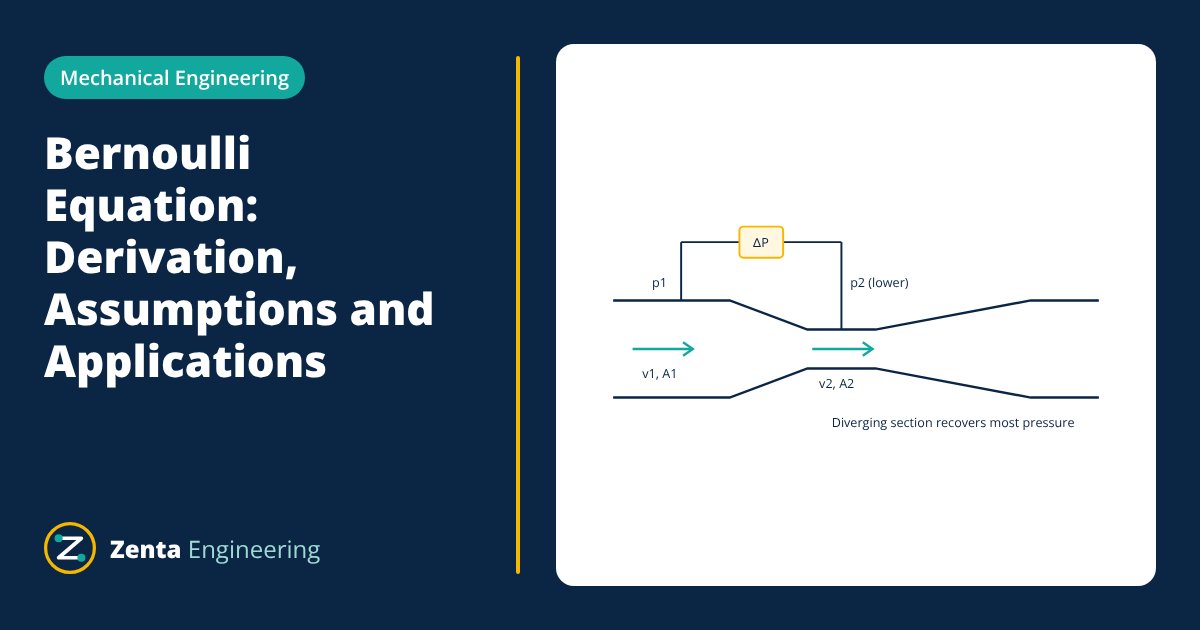 Mechanical Engineering
Bernoulli
Equation:
Derivation,
Assumptions and
Applications
Zenta Engineering
ΔP
p1
p2 (lower)
v1, A1
v2, A2
Diverging section recovers most pressure